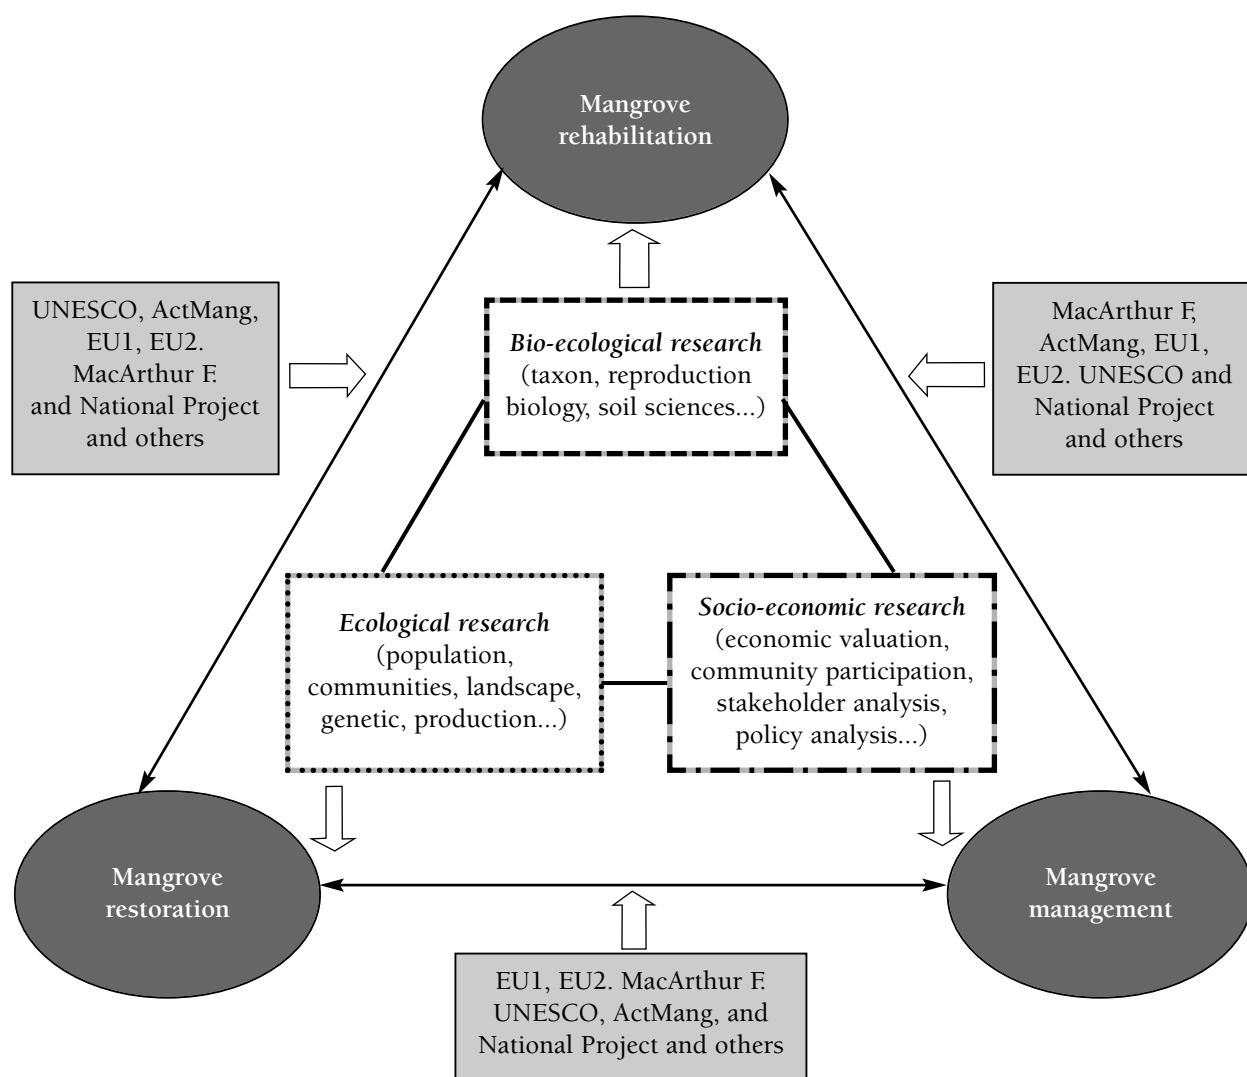 Mangrove
rehabilitation
UNESCO, ActMang,
EU1, EU2.
MacArthur F.
and National Project
and others
MacArthur F,
ActMang, EU1,
EU2. UNESCO and
National Project
and others
Bio-ecological research
(taxon, reproduction
biology, soil sciences...)
Ecological research
(population,
communities, landscape,
genetic, production...)
Socio-economic research
(economic valuation,
community participation,
stakeholder analysis,
policy analysis...)
Mangrove
restoration
Mangrove
management
EU1, EU2. MacArthur F.
UNESCO, ActMang, and
National Project and others